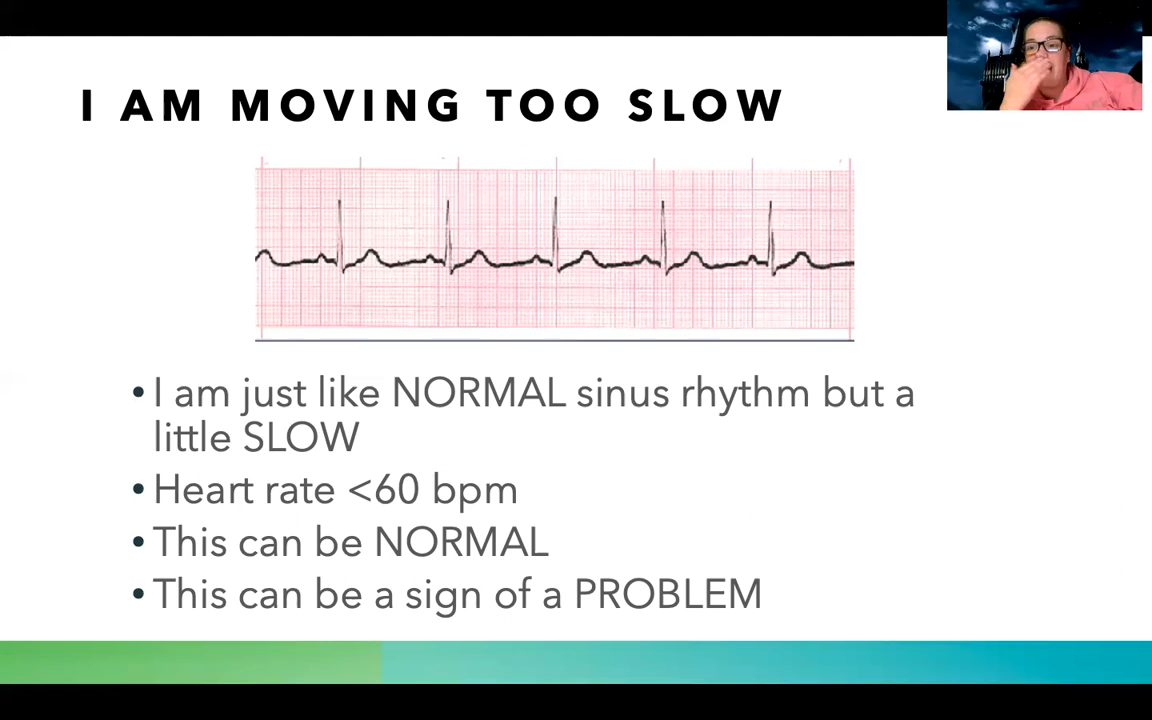 I AM MOVING TOO SLOW
• I am just like NORMAL sinus rhythm but a
little SLOW
• Heart rate <60 bpm
• This can be NORMAL
• This can be a sign of a PROBLEM